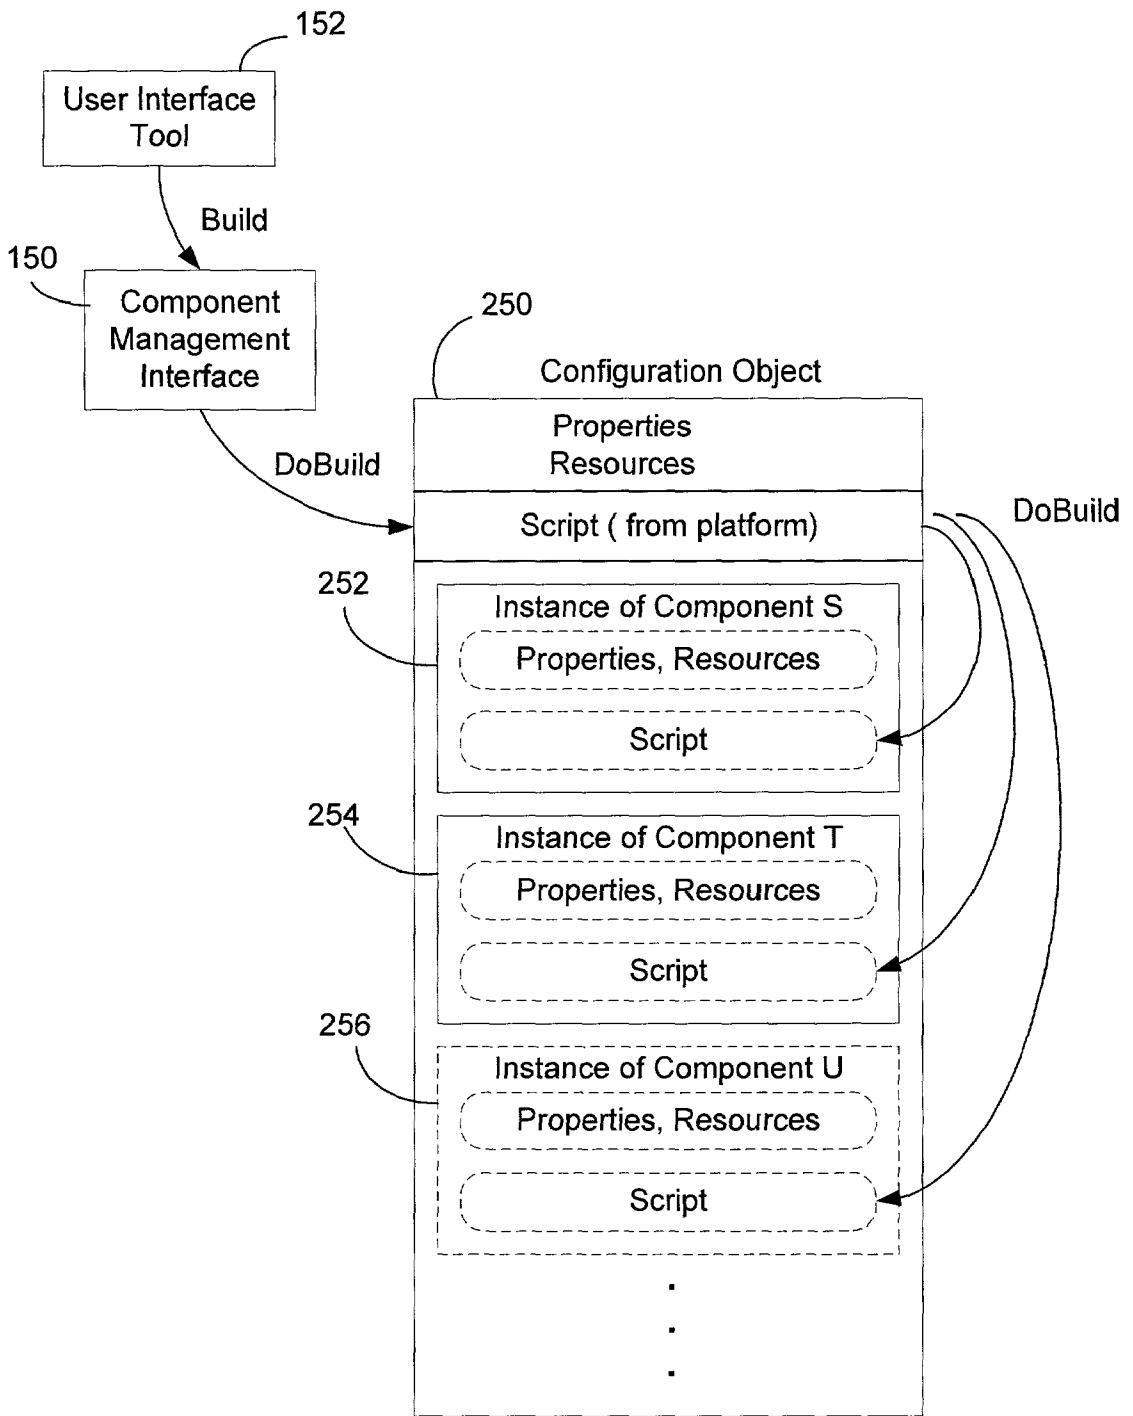 152
User Interface
Tool
Build
150
Component
Management
Interface
250
Configuration Object
DoBuild
Properties
Resources
Script ( from platform)
DoBuild
252
Instance of Component S
Properties, Resources
Script
254
Instance of Component T
Properties, Resources
Script
256
Instance of Component U
Properties, Resources
Script
.
.
.